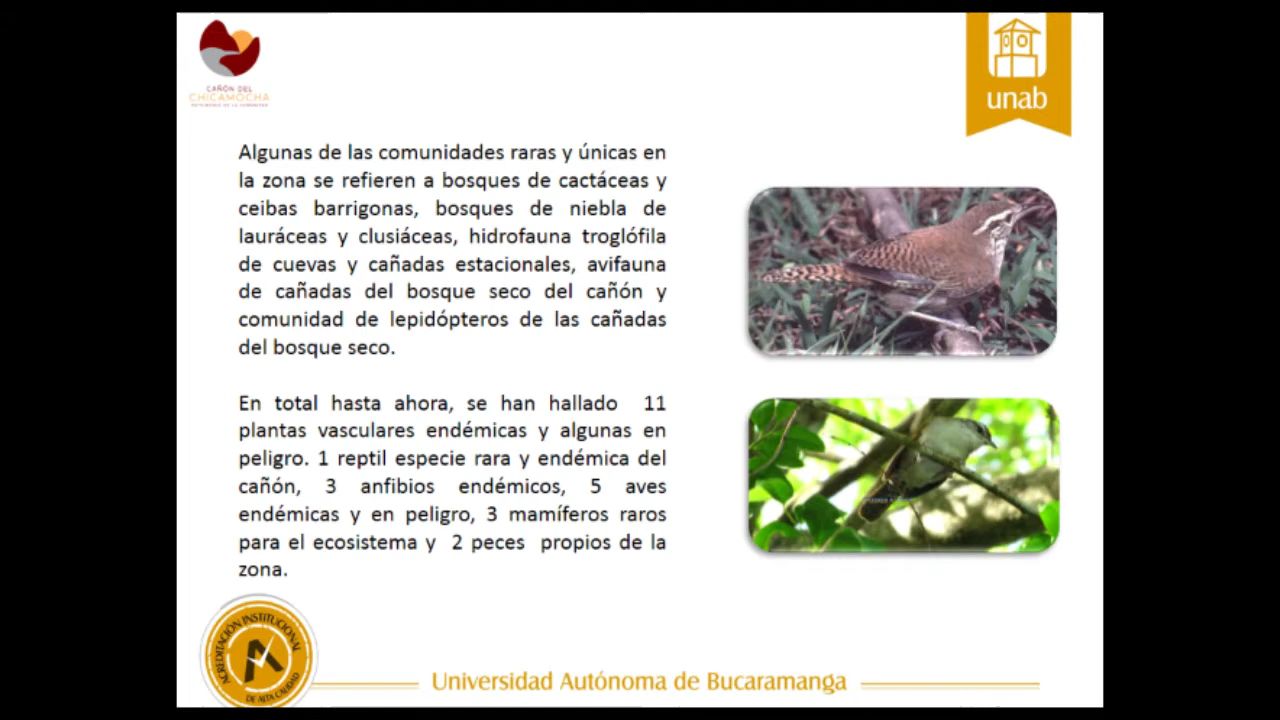 CAÑÓN DEL
CHICAMOCHA
PATRIMONIO DE LA HUMANIDAD
unab
Algunas de las comunidades raras y únicas en
la zona se refieren a bosques de cactáceas y
ceibas barrigonas, bosques de niebla de
lauráceas y clusiáceas, hidrofauna troglófila
de cuevas y cañadas estacionales, avifauna
de cañadas del bosque seco del cañón y
comunidad de lepidópteros de las cañadas
del bosque seco.
En total hasta ahora, se han hallado 11
plantas vasculares endémicas y algunas en
peligro. 1 reptil especie rara y endémica del
cañón, 3 anfibios endémicos, 5 aves
endémicas y en peligro, 3 mamíferos raros
para el ecosistema y 2 peces propios de la
zona.
ACREDITACIÓN INSTITUCIONAL
DE ALTA CALIDAD
Universidad Autónoma de Bucaramanga